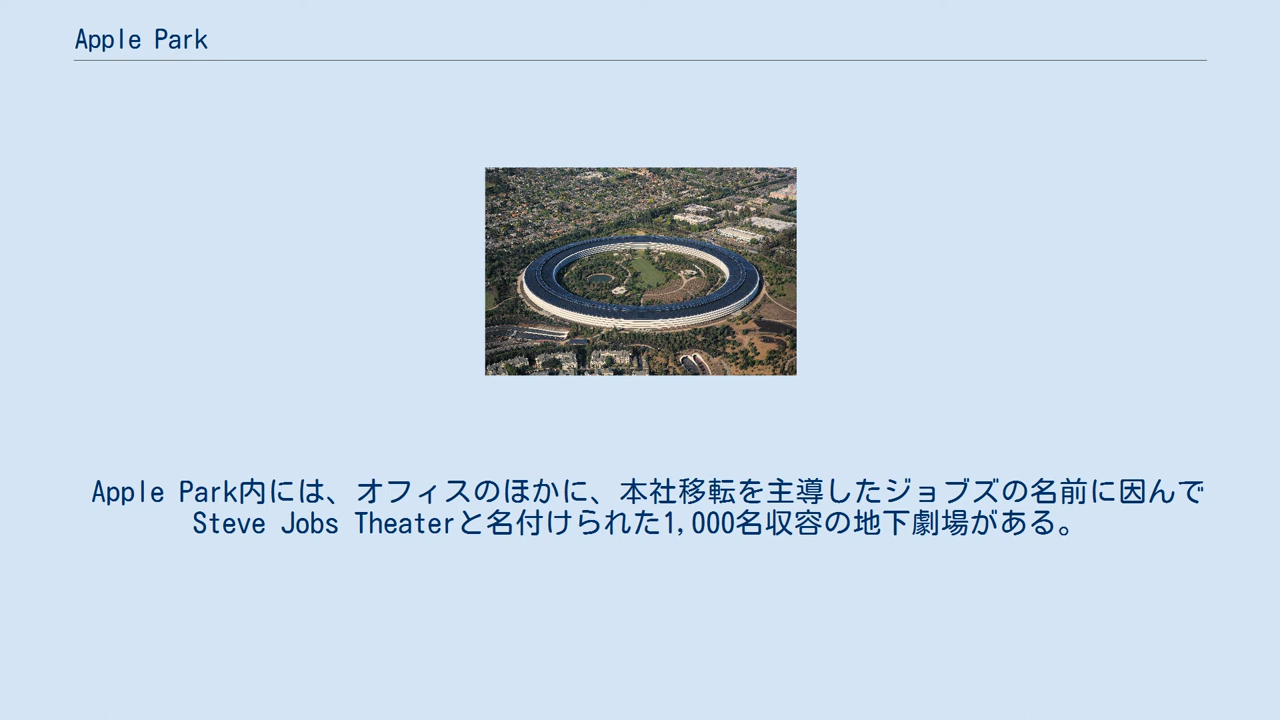 Apple Park
Apple Park内には、オフィスのほかに、本社移転を主導したジョブズの名前に因んで
Steve Jobs Theaterと名付けられた1,000名収容の地下劇場がある。